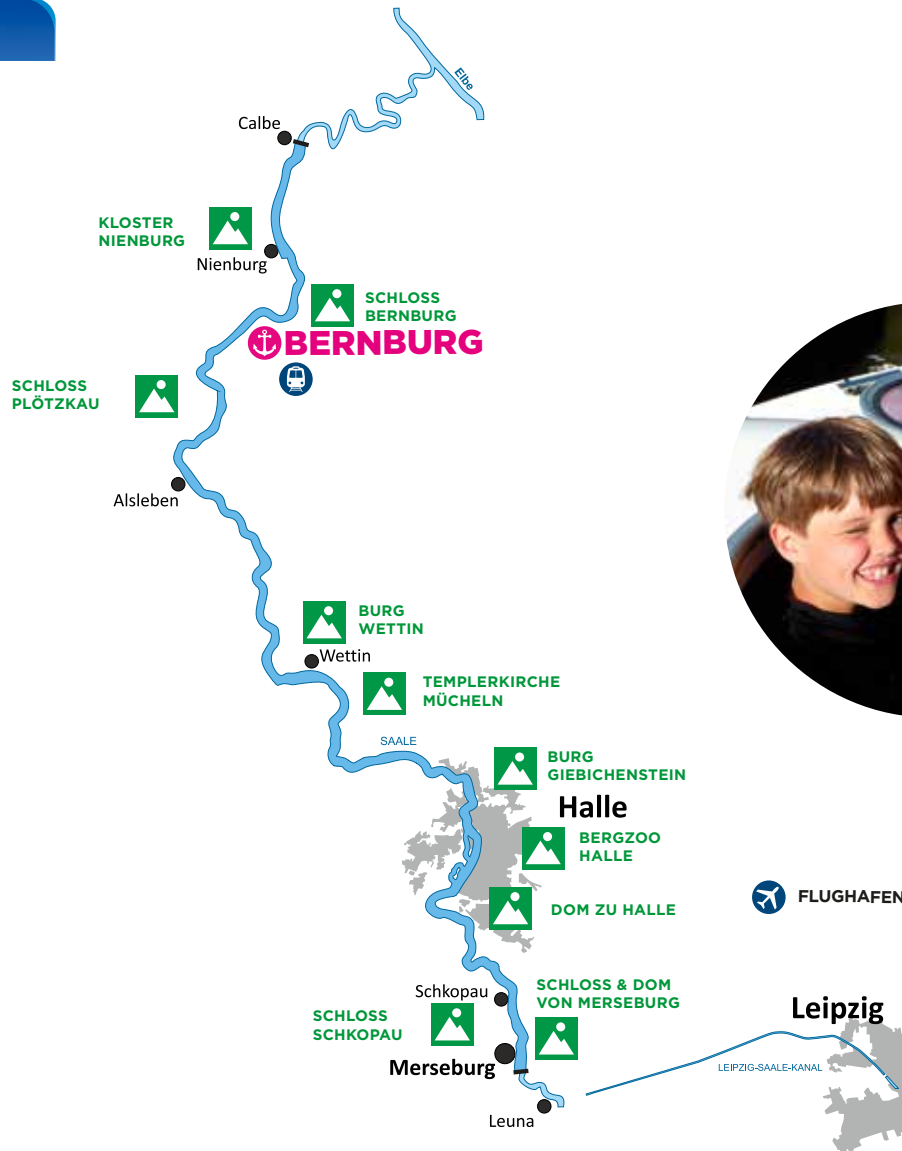 Elbe
Calbe
KLOSTER
NIENBURG
Nienburg
SCHLOSS
BERNBURG
BERNBURG
SCHLOSS
PLÖTZKAU
Alsleben
BURG
WETTIN
Wettin
TEMPLERKIRCHE
MÜCHELN
SAALE
BURG
GIEBICHENSTEIN
Halle
BERGZOO
HALLE
FLUGHAFEN
DOM ZU HALLE
Schkopau
SCHLOSS & DOM
VON MERSEBURG
SCHLOSS
SCHKOPAU
Leipzig
Merseburg
LEIPZIG-SAALE-KANAL
Leuna